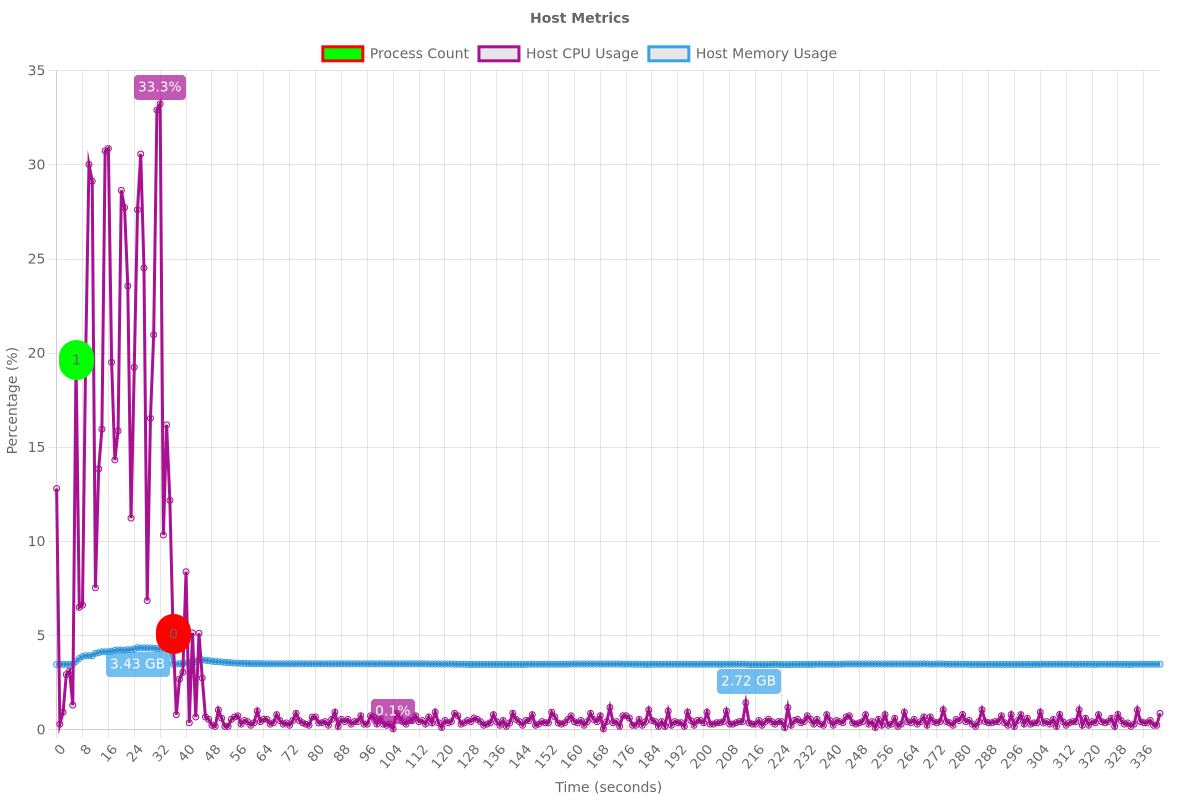 Host Metrics
Process Count Host CPU Usage Host Memory Usage
Percentage (%)
35
30
25
20
15
10
5
0
33.3%
1
0
3.43 GB
0.1%
2.72 GB
0 8 16 24 32 40 48 56 64 72 80 88 96 104 112 120 128 136 144 152 160 168 176 184 192 200 208 216 224 232 240 248 256 264 272 280 288 296 304 312 320 328 336
Time (seconds)